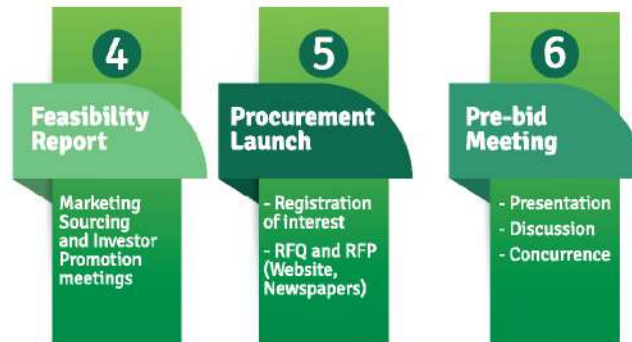 4
Feasibility
Report
Marketing
Sourcing
and Investor
Promotion
meetings
5
Procurement
Launch
- Registration
of interest
- RFQ and RFP
(Website,
Newspapers)
6
Pre-bid
Meeting
- Presentation
- Discussion
- Concurrence